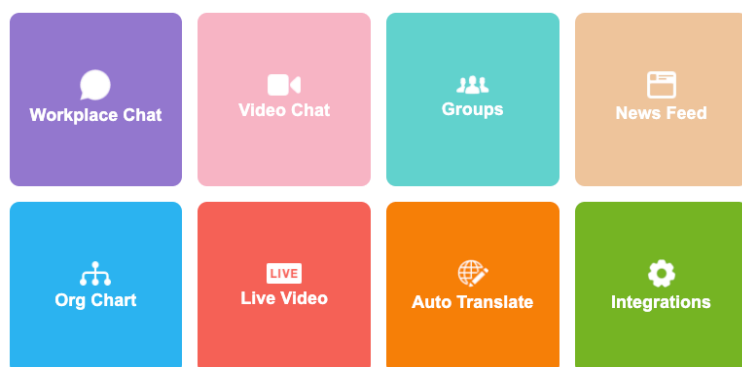 Workplace Chat
Video Chat
Groups
News Feed
Org Chart
LIVE
Live Video
Auto Translate
Integrations